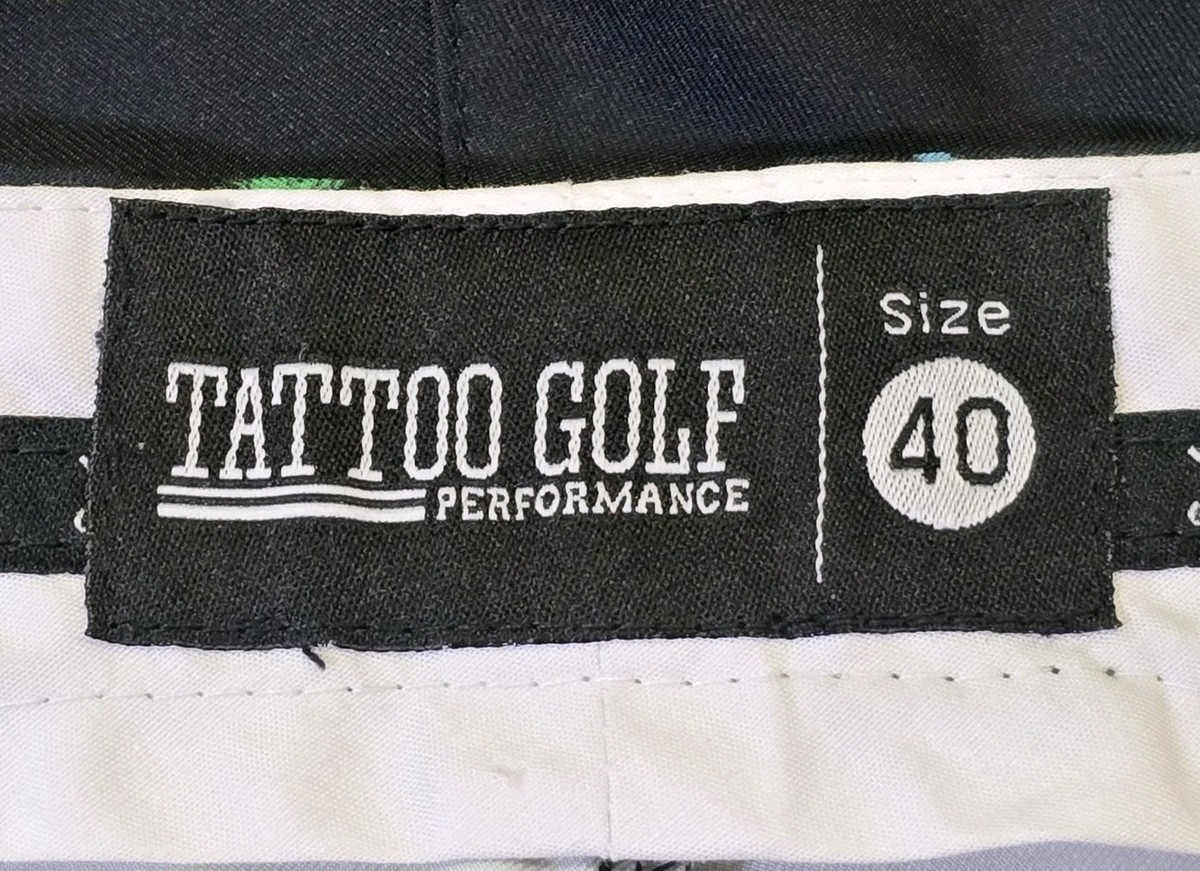 TATTOO GOLF
PERFORMANCE
Size
40